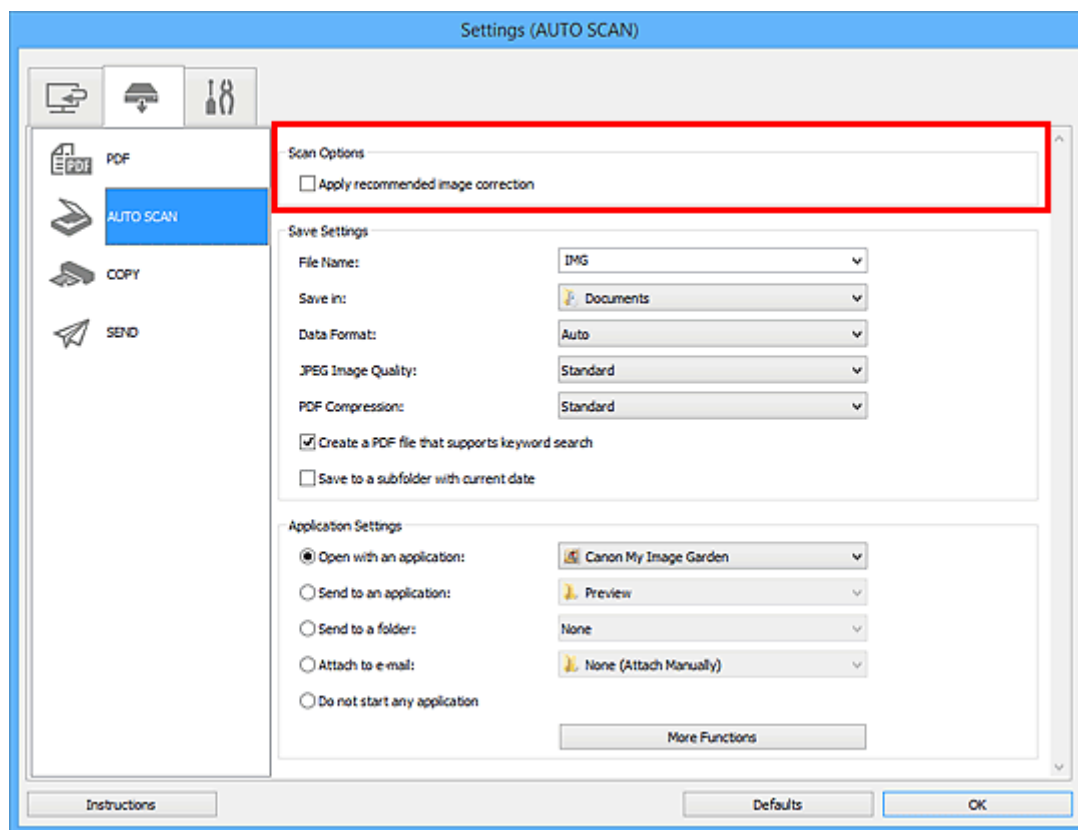 Settings (AUTO SCAN)
PDF
PDF
AUTO SCAN
COPY
SEND
Scan Options
Apply recommended image correction
Save Settings
File Name: IMG
Save in: Documents
Data Format: Auto
JPEG Image Quality: Standard
PDF Compression: Standard
Create a PDF file that supports keyword search
Save to a subfolder with current date
Application Settings
Open with an application: Canon My Image Garden
Send to an application: Preview
Send to a folder: None
Attach to e-mail: None (Attach Manually)
Do not start any application
More Functions
Instructions Defaults OK